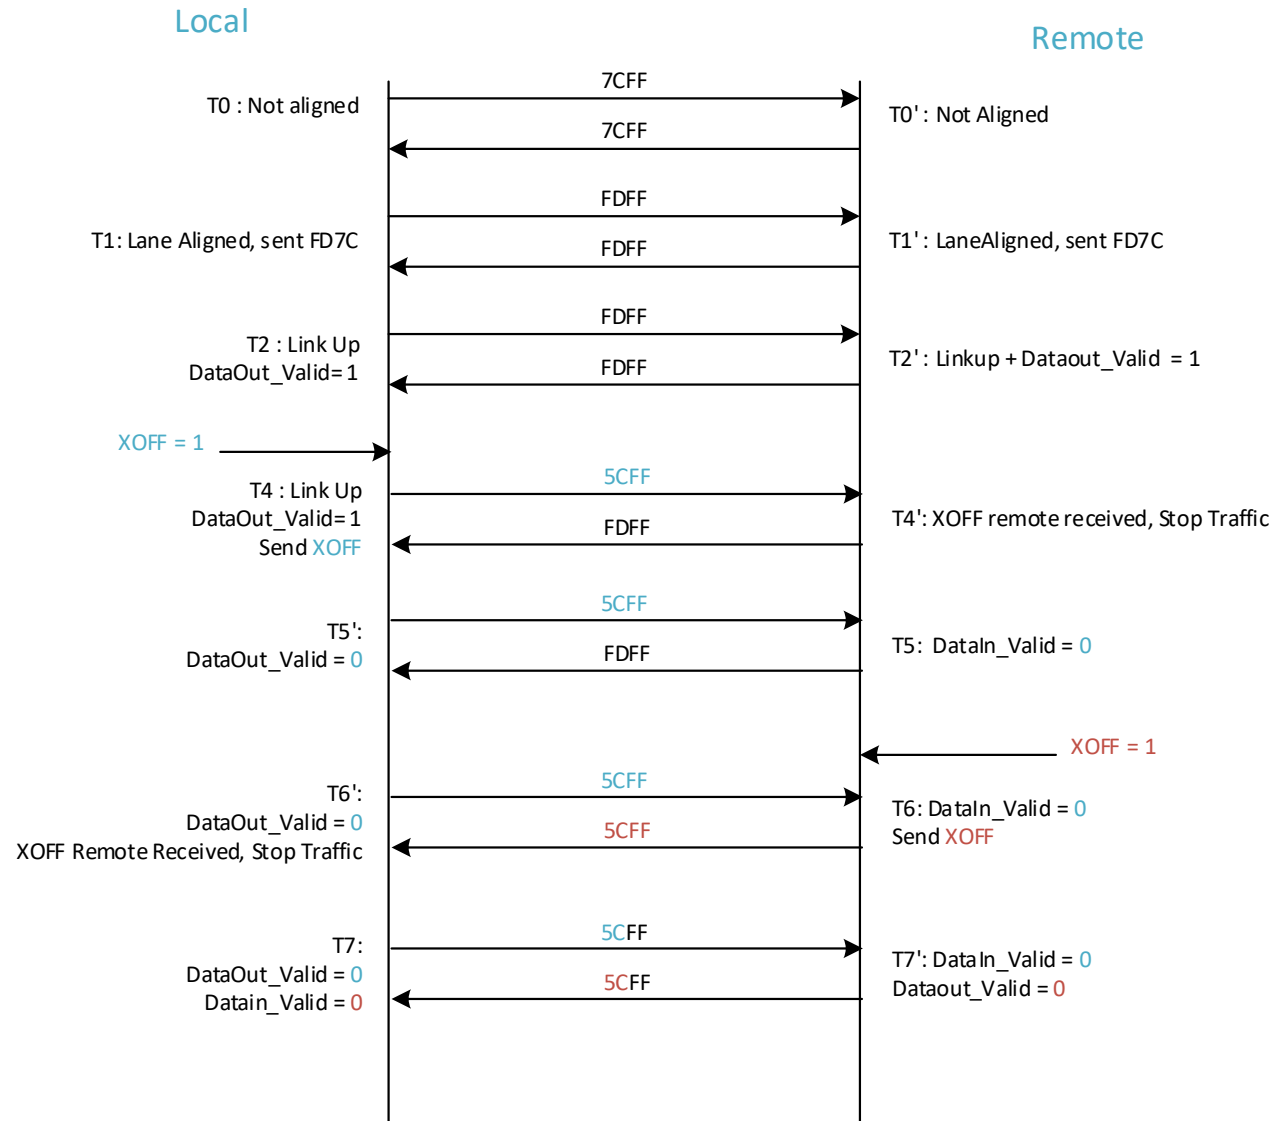 Local
Remote
7CFF
T0 : Not aligned
T0' : Not Aligned
7CFF
FDFF
T1: Lane Aligned, sent FD7C
T1' : LaneAligned, sent FD7C
FDFF
FDFF
T2 : Link Up
DataOut_Valid= 1
T2' : Linkup + Dataout_Valid = 1
FDFF
XOFF = 1
5CFF
T4 : Link Up
DataOut_Valid= 1
Send XOFF
T4': XOFF remote received, Stop Traffic
FDFF
5CFF
T5':
DataOut_Valid = 0
T5: DataIn_Valid = 0
FDFF
XOFF = 1
5CFF
T6':
DataOut_Valid = 0
XOFF Remote Received, Stop Traffic
T6: DataIn_Valid = 0
Send XOFF
5CFF
5CFF
T7:
DataOut_Valid = 0
Datain_Valid = 0
T7': DataIn_Valid = 0
Dataout_Valid = 0
5CFF